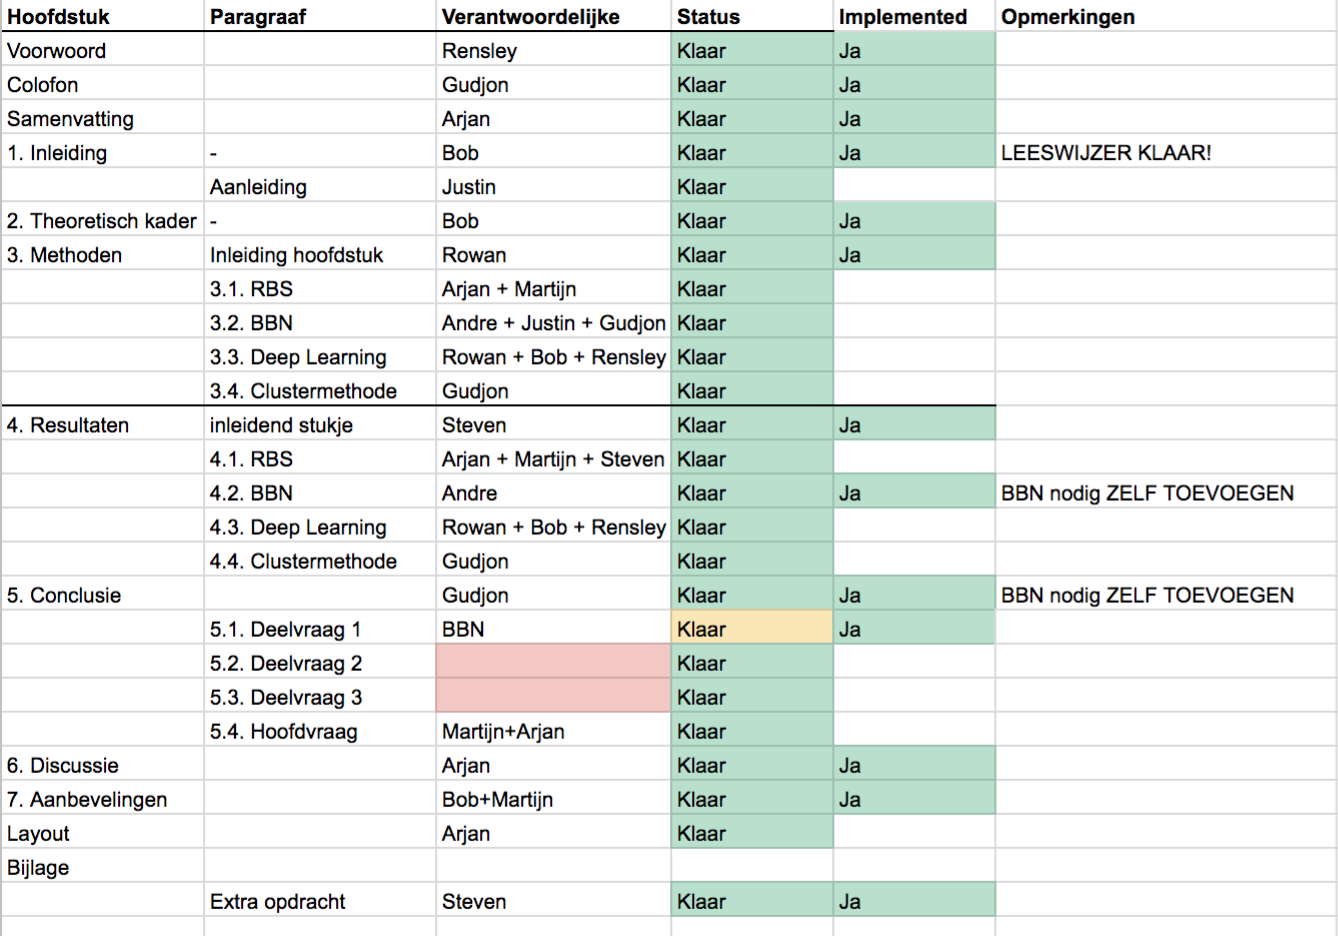 Hoofdstuk Paragraaf Verantwoordelijke Status Implemented Opmerkingen
Voorwoord Rensley Klaar Ja
Colofon Gudjon Klaar Ja
Samenvatting Arjan Klaar Ja
1. Inleiding - Bob Klaar Ja LEESWIJZER KLAAR!
Aanleiding Justin Klaar
2. Theoretisch kader - Bob Klaar Ja
3. Methoden Inleiding hoofdstuk Rowan Klaar Ja
3.1. RBS Arjan + Martijn Klaar
3.2. BBN Andre + Justin + Gudjon Klaar
3.3. Deep Learning Rowan + Bob + Rensley Klaar
3.4. Clustermethode Gudjon Klaar
4. Resultaten inleidend stukje Steven Klaar Ja
4.1. RBS Arjan + Martijn + Steven Klaar
4.2. BBN Andre Klaar Ja BBN nodig ZELF TOEVOEGEN
4.3. Deep Learning Rowan + Bob + Rensley Klaar
4.4. Clustermethode Gudjon Klaar
5. Conclusie Gudjon Klaar Ja BBN nodig ZELF TOEVOEGEN
5.1. Deelvraag 1 BBN Klaar Ja
5.2. Deelvraag 2 Klaar
5.3. Deelvraag 3 Klaar
5.4. Hoofdvraag Martijn+Arjan Klaar
6. Discussie Arjan Klaar Ja
7. Aanbevelingen Bob+Martijn Klaar Ja
Layout Arjan Klaar
Bijlage
Extra opdracht Steven Klaar Ja